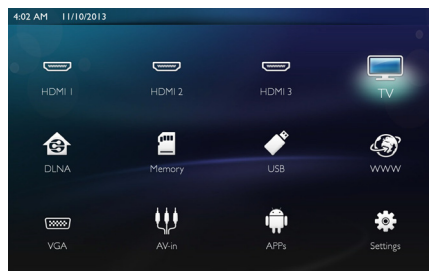 4:02 AM 11/10/2013
HDMI 1 HDMI 2 HDMI 3 TV
DLNA Memory USB WWW
VGA AV-in APPs Settings